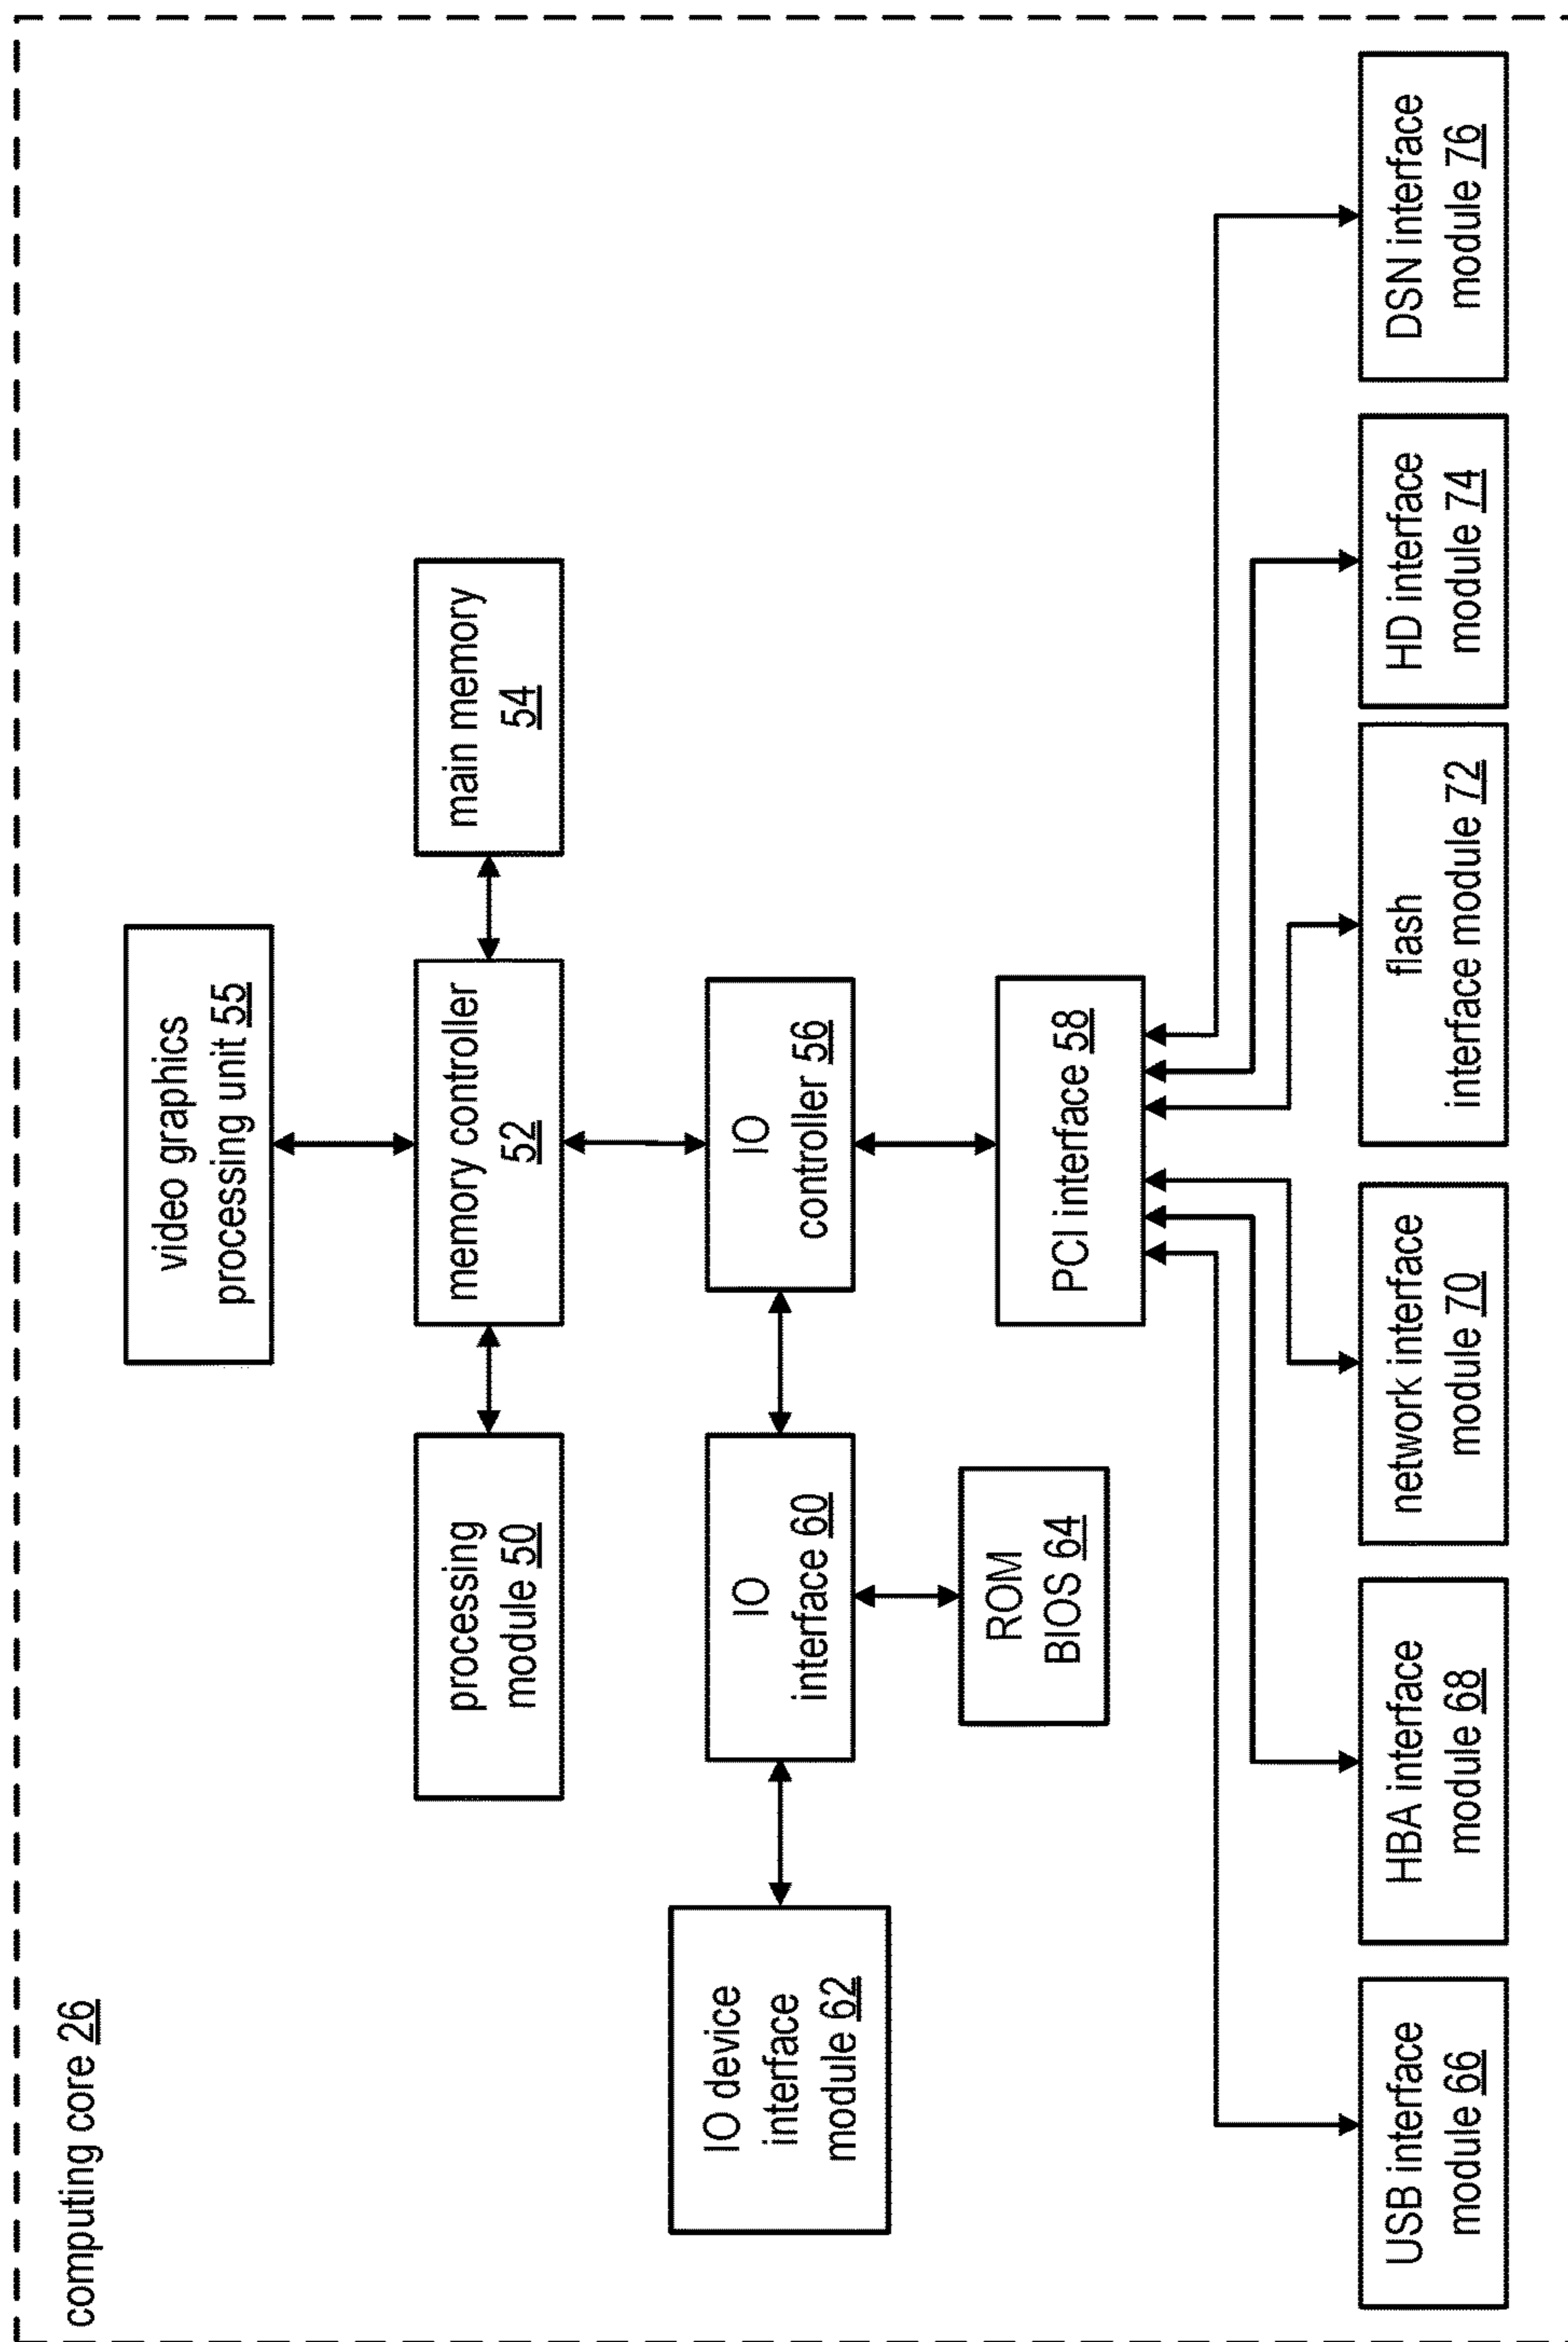 computing core 26
video graphics
processing unit 55
processing
module 50
memory controller
52
main memory
54
IO device
interface
module 62
IO
interface 60
IO
controller 56
ROM
BIOS 64
PCI interface 58
USB interface
module 66
HBA interface
module 68
network interface
module 70
flash
interface module 72
HD interface
module 74
DSN interface
module 76